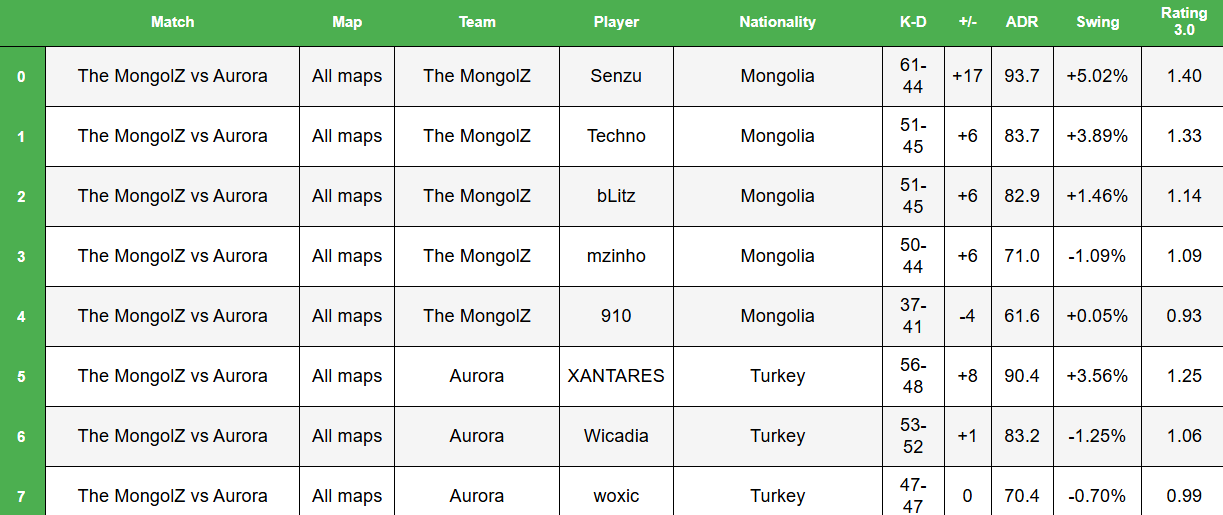 Match Map Team Player Nationality K-D +/- ADR Swing Rating 3.0
0 The MongolZ vs Aurora All maps The MongolZ Senzu Mongolia 61-44 +17 93.7 +5.02% 1.40
1 The MongolZ vs Aurora All maps The MongolZ Techno Mongolia 51-45 +6 83.7 +3.89% 1.33
2 The MongolZ vs Aurora All maps The MongolZ bLitz Mongolia 51-45 +6 82.9 +1.46% 1.14
3 The MongolZ vs Aurora All maps The MongolZ mzinho Mongolia 50-44 +6 71.0 -1.09% 1.09
4 The MongolZ vs Aurora All maps The MongolZ 910 Mongolia 37-41 -4 61.6 +0.05% 0.93
5 The MongolZ vs Aurora All maps Aurora XANTARES Turkey 56-48 +8 90.4 +3.56% 1.25
6 The MongolZ vs Aurora All maps Aurora Wicadia Turkey 53-52 +1 83.2 -1.25% 1.06
7 The MongolZ vs Aurora All maps Aurora woxic Turkey 47-47 0 70.4 -0.70% 0.99